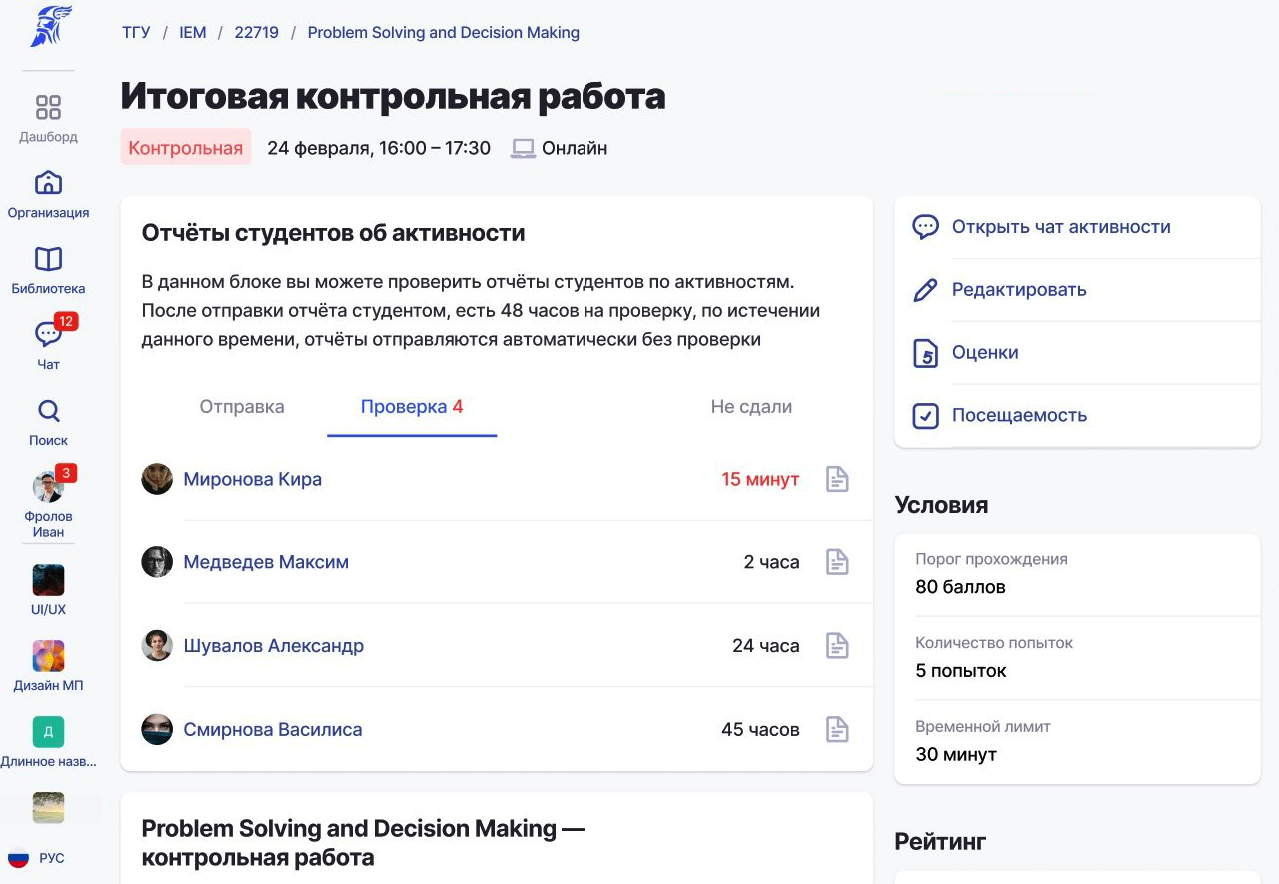 ТГУ / IEM / 22719 / Problem Solving and Decision Making
Итоговая контрольная работа
Контрольная 24 февраля, 16:00 – 17:30 Онлайн
Дашборд
Организация
Библиотека
12
Чат
Поиск
3
Фролов
Иван
UI/UX
Дизайн МП
Д
Длинное назв...
РУС
Отчёты студентов об активности
В данном блоке вы можете проверить отчёты студентов по активностям.
После отправки отчёта студентом, есть 48 часов на проверку, по истечении
данного времени, отчёты отправляются автоматически без проверки
Отправка Проверка 4 Не сдали
Миронова Кира 15 минут
Медведев Максим 2 часа
Шувалов Александр 24 часа
Смирнова Василиса 45 часов
Problem Solving and Decision Making —
контрольная работа
Открыть чат активности
Редактировать
5 Оценки
Посещаемость
Условия
Порог прохождения
80 баллов
Количество попыток
5 попыток
Временной лимит
30 минут
Рейтинг